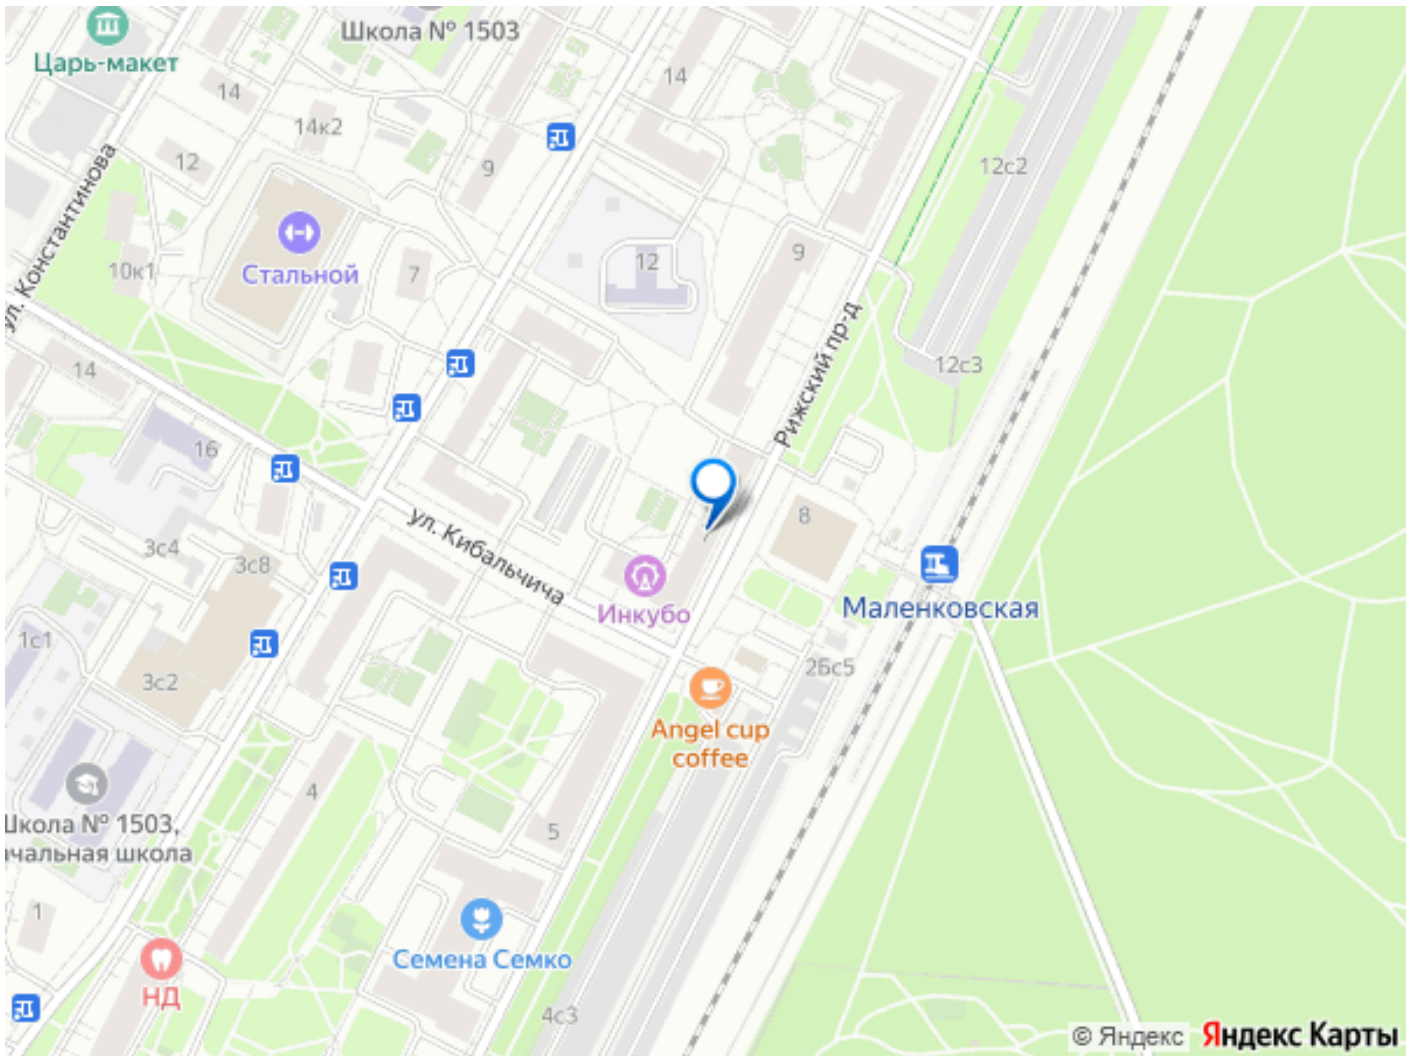 Школа № 1503
Царь-макет
14
14
14к2
12
9
12с2
ул. Константинова
10к1
Стальной
7
12
9
Рижский пр-д
12с3
14
16
ул. Кибальчича
8
3с4
3с8
Инкубо
Маленковская
1с1
3с2
2Бс5
Angel cup
coffee
4
Школа № 1503,
начальная школа
5
1
НД
Семена Семко
4с3
© Яндекс Яндекс Карты